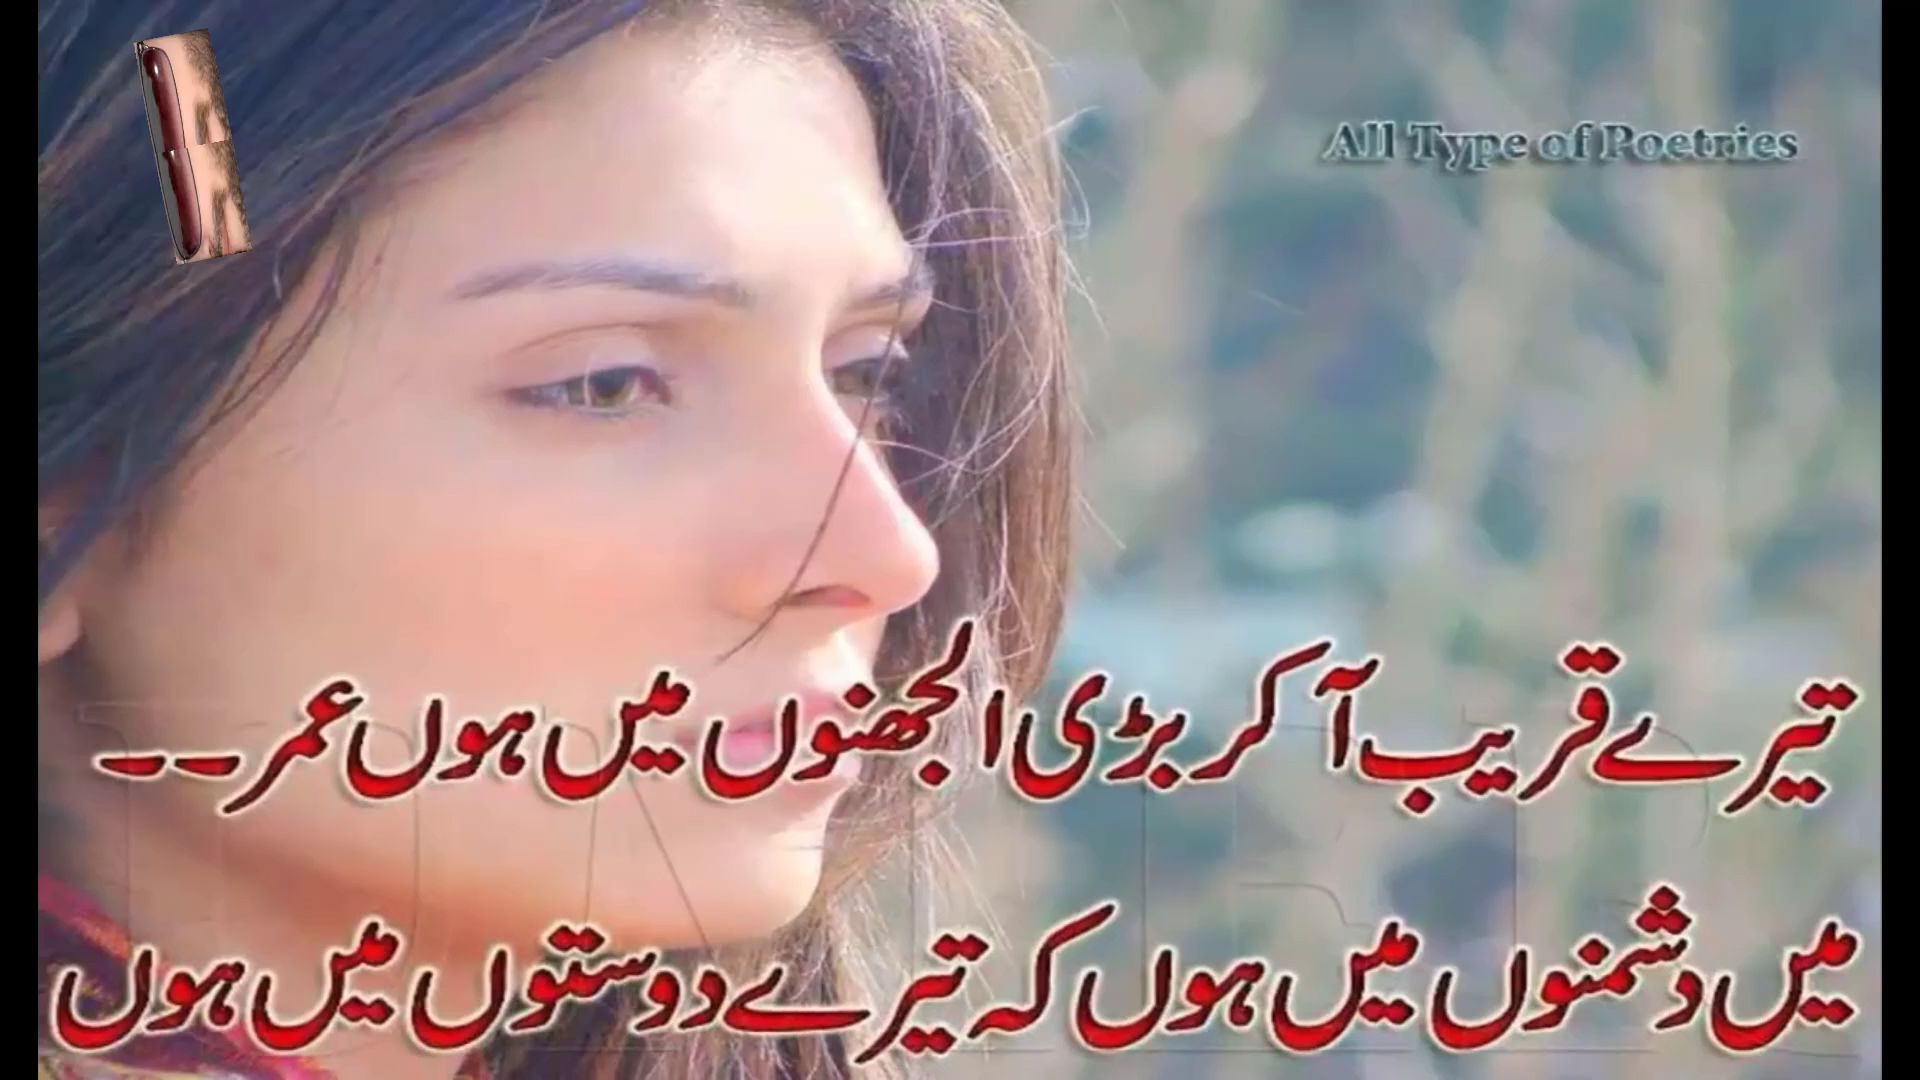 All Type of Poetries
تیرے قریب آ کر بڑی الجھنوں میں ہوں عمر۔۔
میں دشمنوں میں ہوں کہ تیرے دوستوں میں ہوں